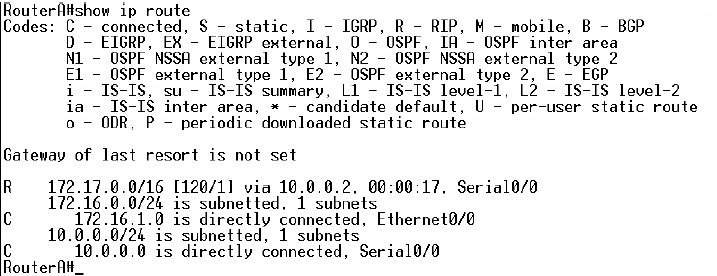 RouterA#show ip route
Codes: C - connected, S - static, I - IGRP, R - RIP, M - mobile, B - BGP
D - EIGRP, EX - EIGRP external, O - OSPF, IA - OSPF inter area
N1 - OSPF NSSA external type 1, N2 - OSPF NSSA external type 2
E1 - OSPF external type 1, E2 - OSPF external type 2, E - EGP
i - IS-IS, su - IS-IS summary, L1 - IS-IS level-1, L2 - IS-IS level-2
ia - IS-IS inter area, * - candidate default, U - per-user static route
o - ODR, P - periodic downloaded static route
Gateway of last resort is not set
R 172.17.0.0/16 [120/1] via 10.0.0.2, 00:00:17, Serial0/0
172.16.0.0/24 is subnetted, 1 subnets
C 172.16.1.0 is directly connected, Ethernet0/0
10.0.0.0/24 is subnetted, 1 subnets
C 10.0.0.0 is directly connected, Serial0/0
RouterA#_